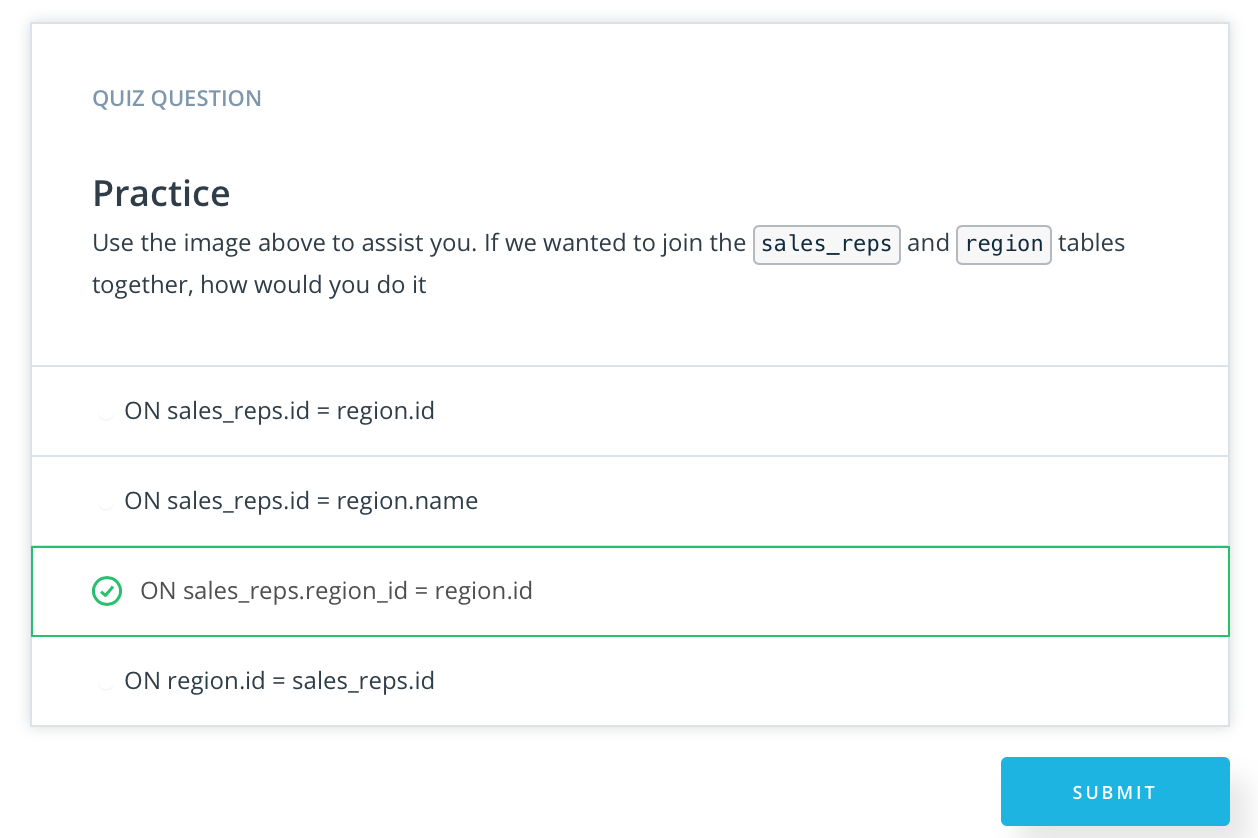 QUIZ QUESTION
Practice
Use the image above to assist you. If we wanted to join the sales_reps and region tables
together, how would you do it
ON sales_reps.id = region.id
ON sales_reps.id = region.name
ON sales_reps.region_id = region.id
ON region.id = sales_reps.id
SUBMIT